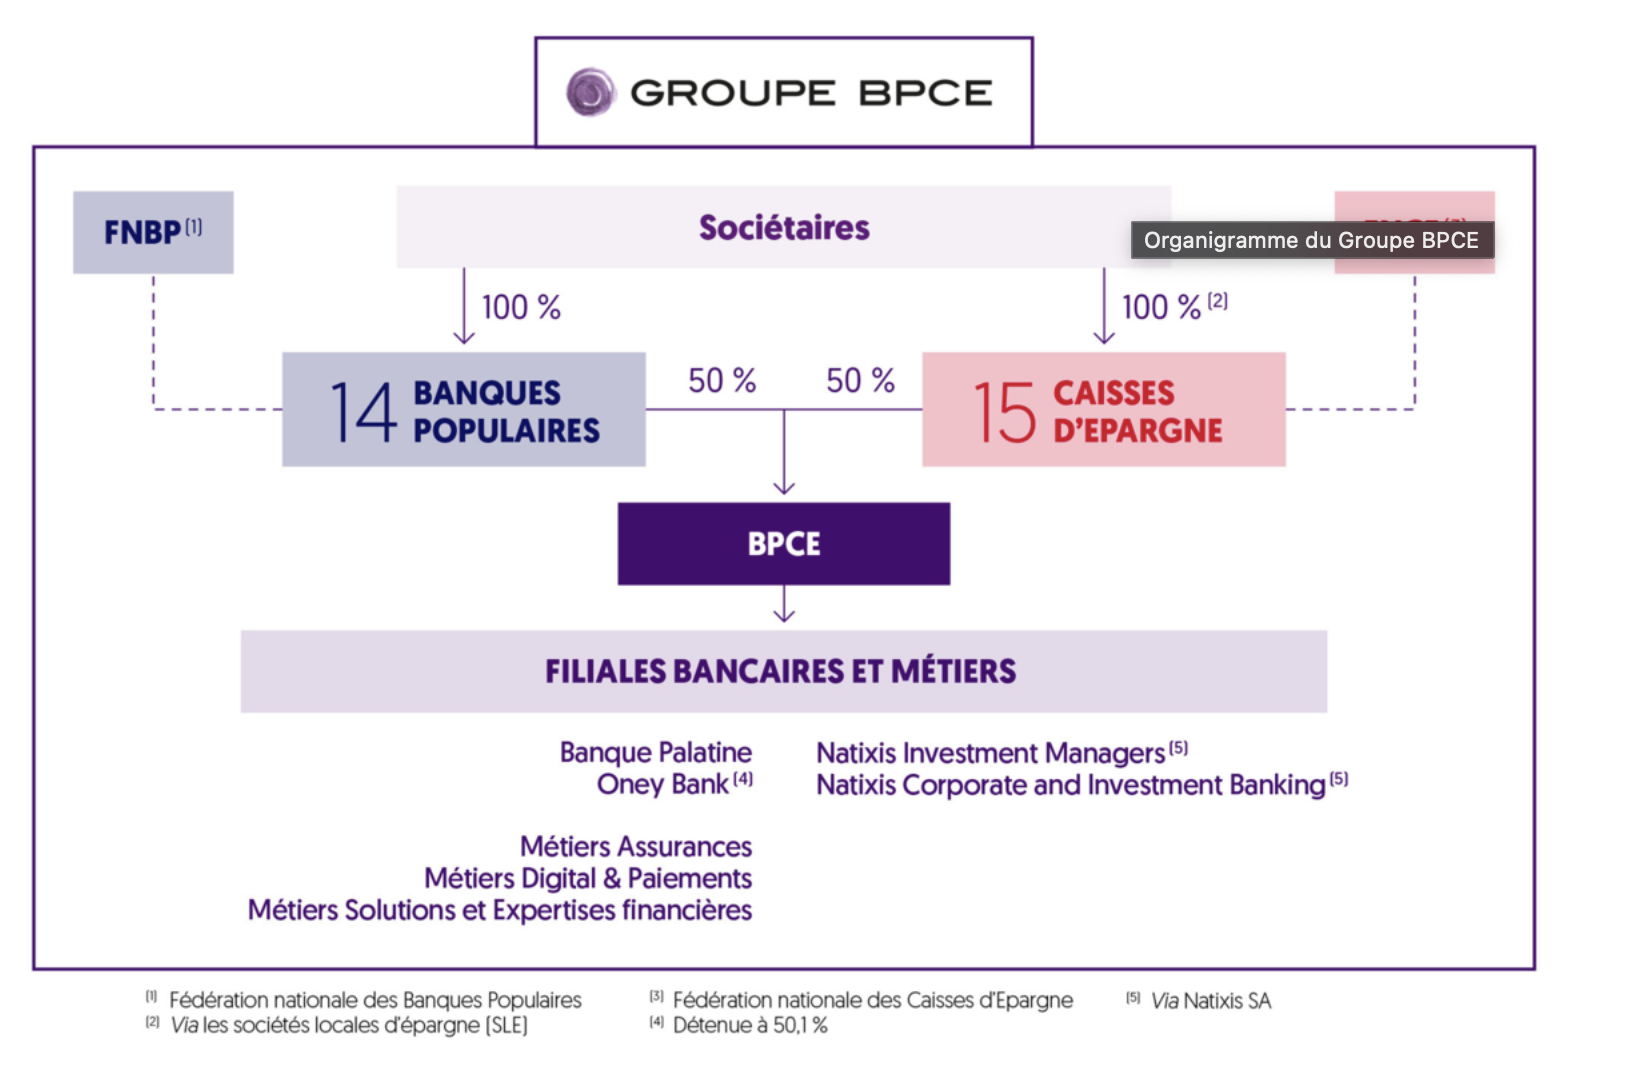 GROUPE BPCE
FNBP (1)
Sociétaires
Organigramme du Groupe BPCE
100 %
100 % (2)
14 BANQUES
POPULAIRES
50 %
50 %
15 CAISSES
D'EPARGNE
BPCE
FILIALES BANCAIRES ET MÉTIERS
Banque Palatine
Oney Bank (4)
Natixis Investment Managers (5)
Natixis Corporate and Investment Banking (5)
Métiers Assurances
Métiers Digital & Paiements
Métiers Solutions et Expertises financières
(1) Fédération nationale des Banques Populaires
(2) Via les sociétés locales d'épargne (SLE)
(3) Fédération nationale des Caisses d'Epargne
(4) Détenue à 50,1 %
(5) Via Natixis SA